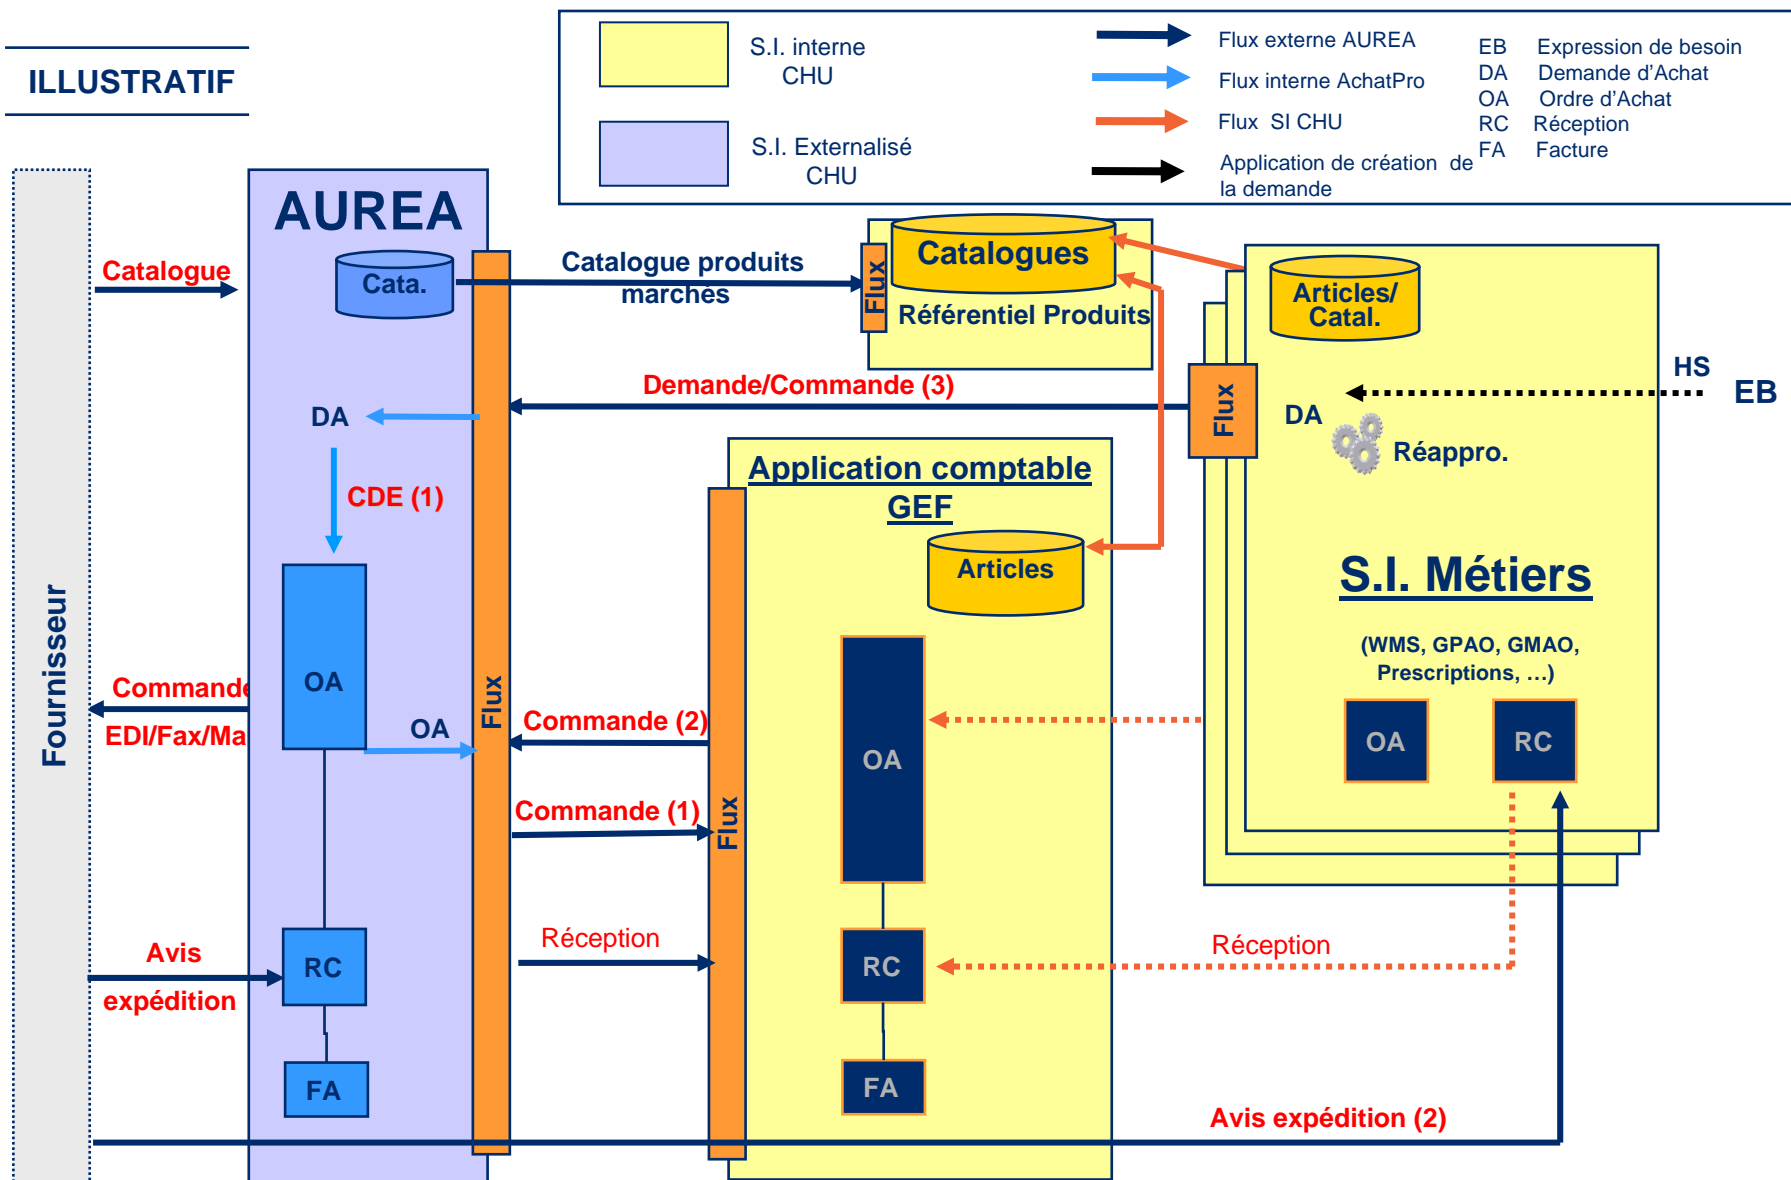 ILLUSTRATIF
S.I. interne
CHU
S.I. Externalisé
CHU
Flux externe AUREA
Flux interne AchatPro
Flux SI CHU
Application de création de
la demande
EB Expression de besoin
DA Demande d'Achat
OA Ordre d'Achat
RC Réception
FA Facture
Fournisseur
AUREA
Catalogue
Cata.
Catalogue produits
marchés
Flux
Catalogues
Référentiel Produits
Articles/
Catal.
HS
EB
Demande/Commande (3)
Flux
DA
Réappro.
DA
CDE (1)
Application comptable
GEF
Articles
S.I. Métiers
(WMS, GPAO, GMAO,
Prescriptions, …)
OA
RC
Commande
EDI/Fax/Ma
OA
OA
Flux
Commande (2)
Commande (1)
Flux
OA
Avis
expédition
RC
Réception
RC
Réception
FA
FA
Avis expédition (2)